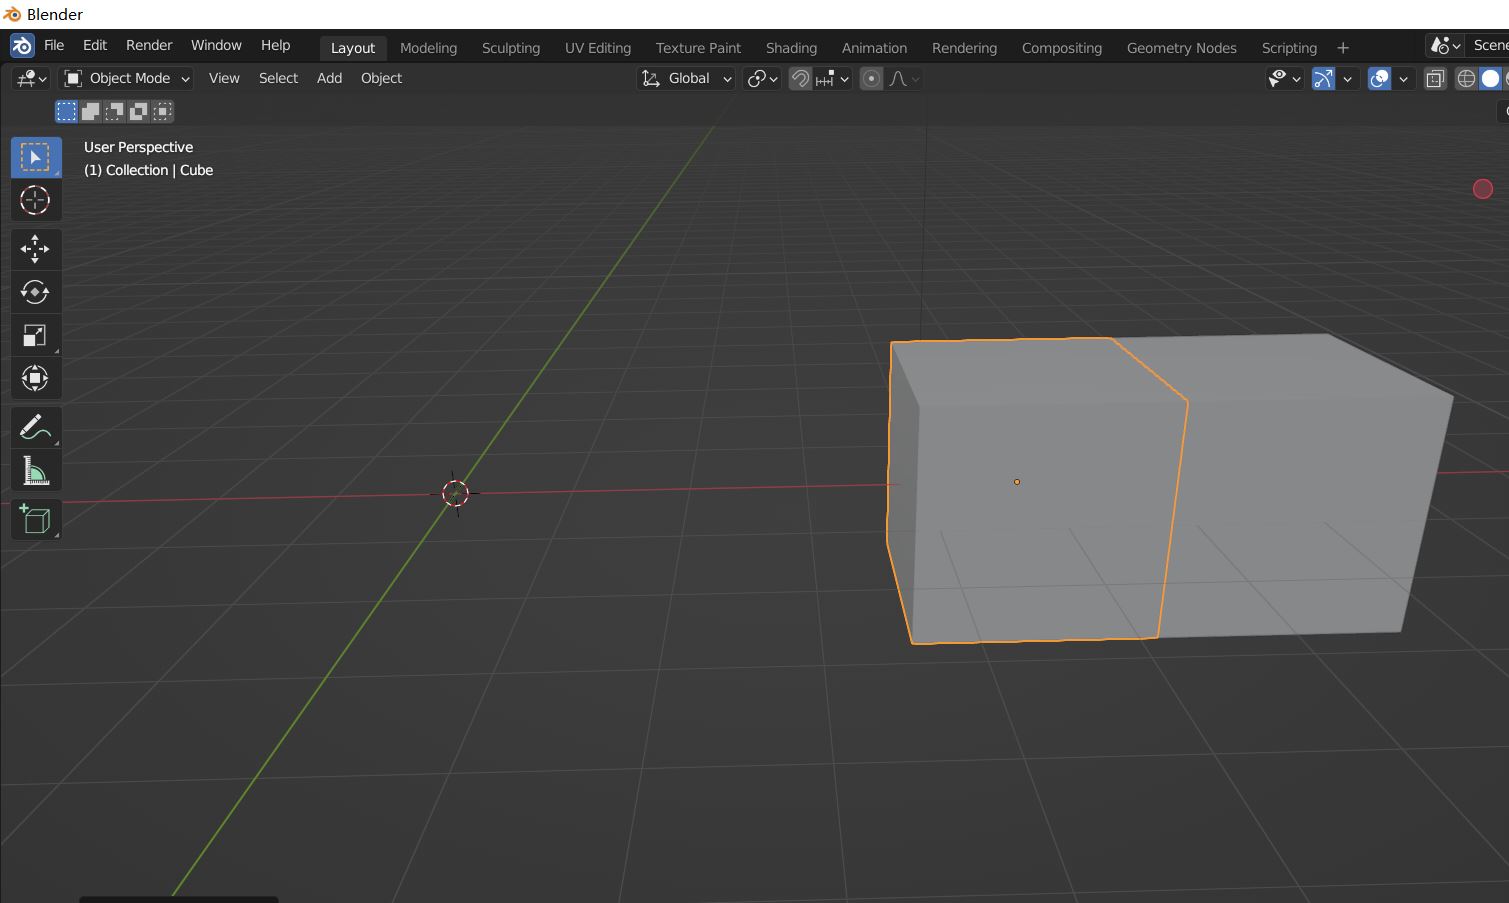 Blender
File Edit Render Window Help Layout Modeling Sculpting UV Editing Texture Paint Shading Animation Rendering Compositing Geometry Nodes Scripting + Scene
Object Mode View Select Add Object Global
User Perspective
(1) Collection | Cube